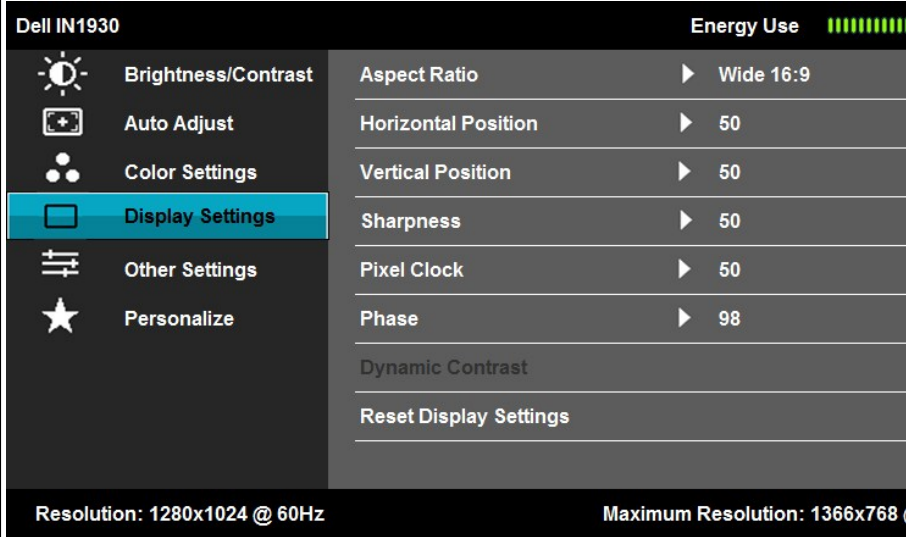 Dell IN1930 Energy Use
Brightness/Contrast Aspect Ratio Wide 16:9
Auto Adjust Horizontal Position 50
Color Settings Vertical Position 50
Display Settings Sharpness 50
Other Settings Pixel Clock 50
Personalize Phase 98
Dynamic Contrast
Reset Display Settings
Resolution: 1280x1024 @ 60Hz Maximum Resolution: 1366x768